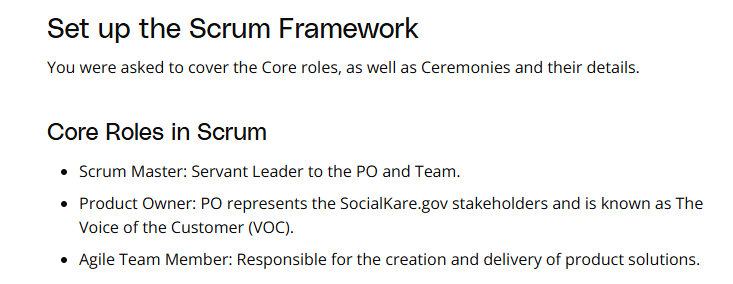 Set up the Scrum Framework
You were asked to cover the Core roles, as well as Ceremonies and their details.
Core Roles in Scrum
• Scrum Master: Servant Leader to the PO and Team.
• Product Owner: PO represents the SocialKare.gov stakeholders and is known as The
Voice of the Customer (VOC).
• Agile Team Member: Responsible for the creation and delivery of product solutions.